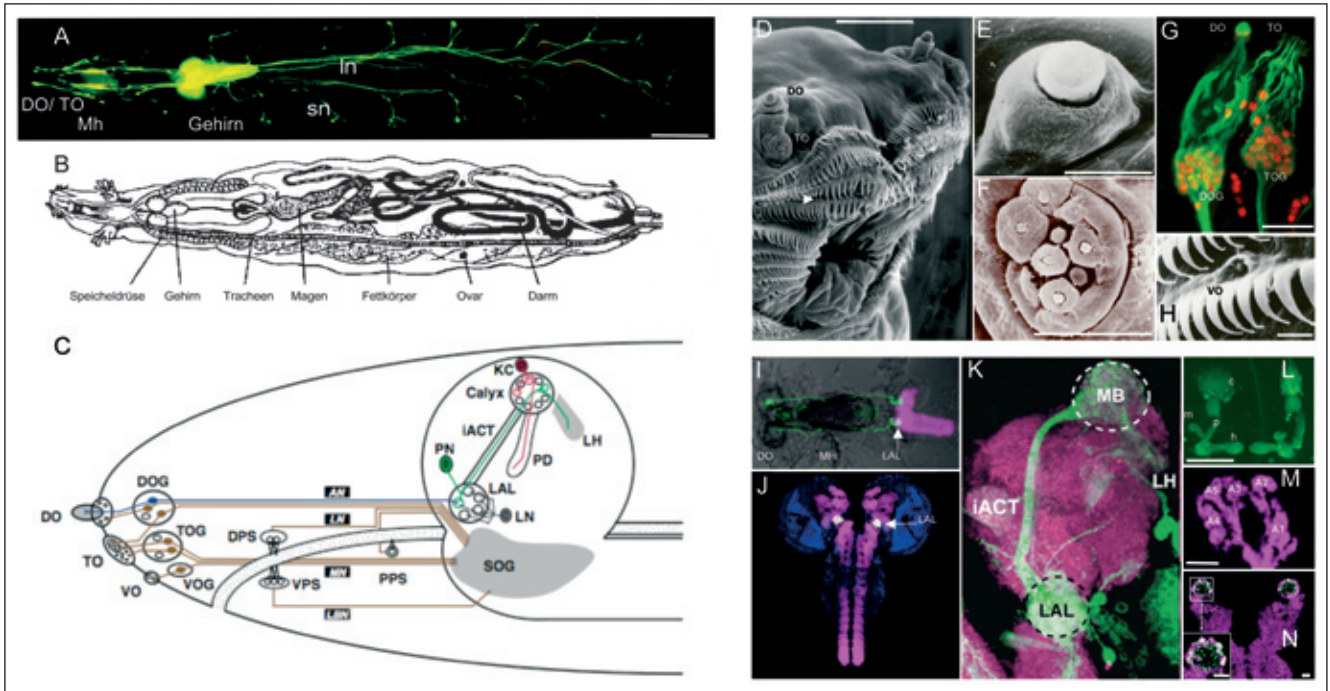 A
ln
sn
DO/ TO
Mh
Gehirn
B
Speicheldrüse Gehirn Tracheen Magen Fettkörper Ovar Darm
C
KC
Calyx
iACT
LH
PN
PD
LAL
LN
DOG
AN
DO
LN
TOG
DPS
TO
MN
PPS
SOG
VO
VOG
VPS
LBN
D
DO
TO
E
F
G
DO TO
DOG
TOG
H
VO
I
DO MH LAL
J
LAL
K
MB
iACT
LH
LAL
L
c
m
p
h
M
A5 A3 A2
A4 A1
N